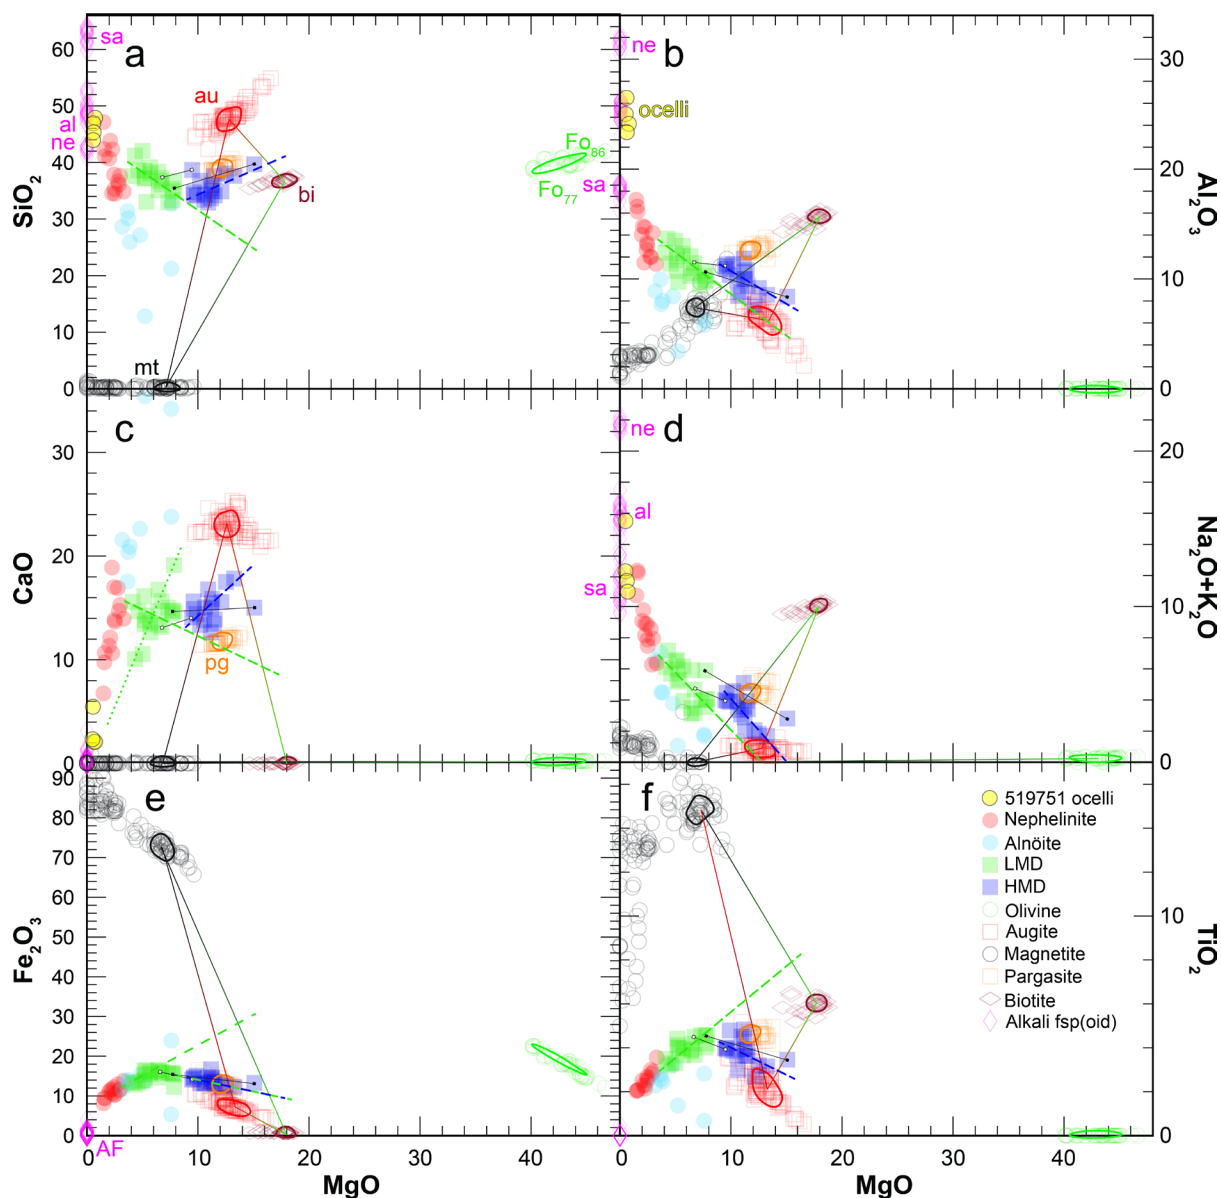 a
sa
au
al
ne
Fo86
Fo77
bi
mt
SiO2
0
10
20
30
40
50
60
b
ne
ocelli
sa
Al2O3
0
10
20
30
c
pg
CaO
0
10
20
30
d
ne
al
sa
Na2O+K2O
0
10
20
e
AF
Fe2O3
0
10
20
30
40
50
60
70
80
90
f
519751 ocelli
Nephelinite
Alnöite
LMD
HMD
Olivine
Augite
Magnetite
Pargasite
Biotite
Alkali fsp(oid)
TiO2
0
10
0 10 20 30 40
MgO
0 10 20 30 40
MgO